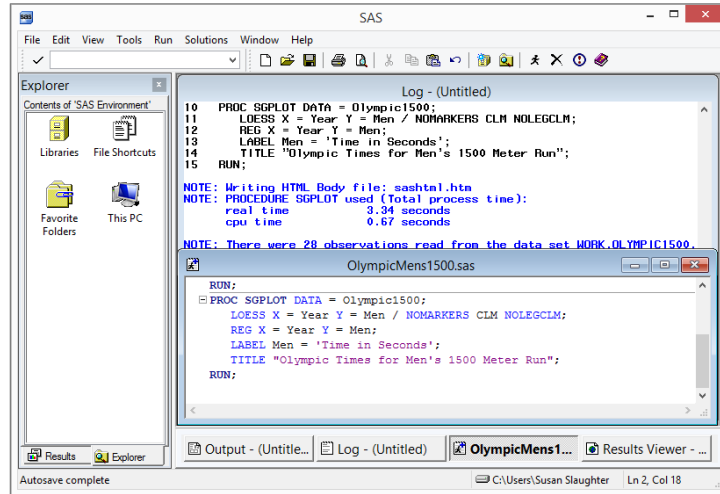 sas
SAS
File Edit View Tools Run Solutions Window Help
Explorer
Contents of 'SAS Environment'
Libraries File Shortcuts
Favorite Folders This PC
Log - (Untitled)
10 PROC SGPLOT DATA = Olympic1500;
11 LOESS X = Year Y = Men / NOMARKERS CLM NOLEGCLM;
12 REG X = Year Y = Men;
13 LABEL Men = 'Time in Seconds';
14 TITLE "Olympic Times for Men's 1500 Meter Run";
15 RUN;
NOTE: Writing HTML Body file: sashtml.htm
NOTE: PROCEDURE SGPLOT used (Total process time):
real time 3.34 seconds
cpu time 0.67 seconds
NOTE: There were 28 observations read from the data set WORK.OLYMPIC1500.
OlympicMens1500.sas
RUN;
PROC SGPLOT DATA = Olympic1500;
LOESS X = Year Y = Men / NOMARKERS CLM NOLEGCLM;
REG X = Year Y = Men;
LABEL Men = 'Time in Seconds';
TITLE "Olympic Times for Men's 1500 Meter Run";
RUN;
Results Explorer
Output - (Untitle... Log - (Untitled) OlympicMens1... Results Viewer - ...
Autosave complete C:\Users\Susan Slaughter Ln 2, Col 18